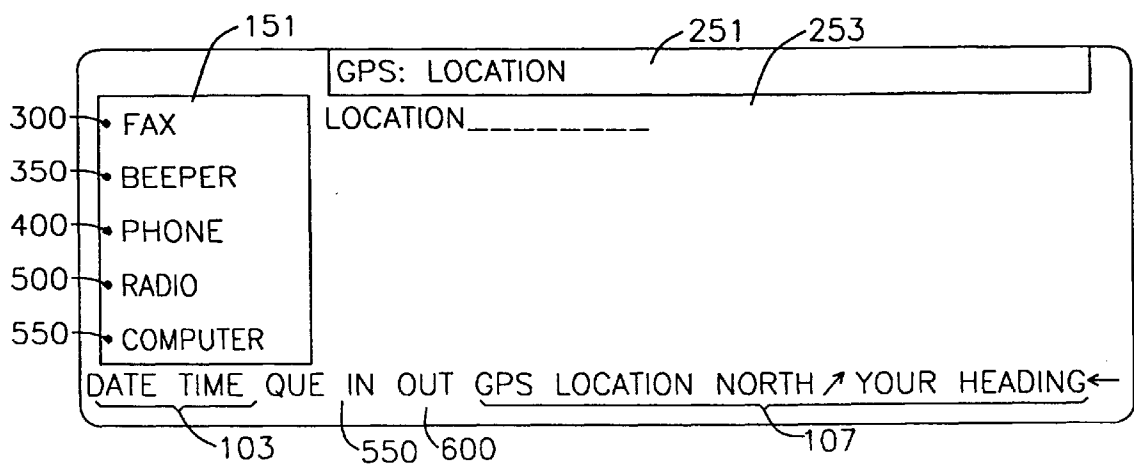 151
251
253
GPS: LOCATION
LOCATION________
300 FAX
350 BEEPER
400 PHONE
500 RADIO
550 COMPUTER
DATE TIME QUE IN OUT GPS LOCATION NORTH ↗ YOUR HEADING ←
103
550
600
107